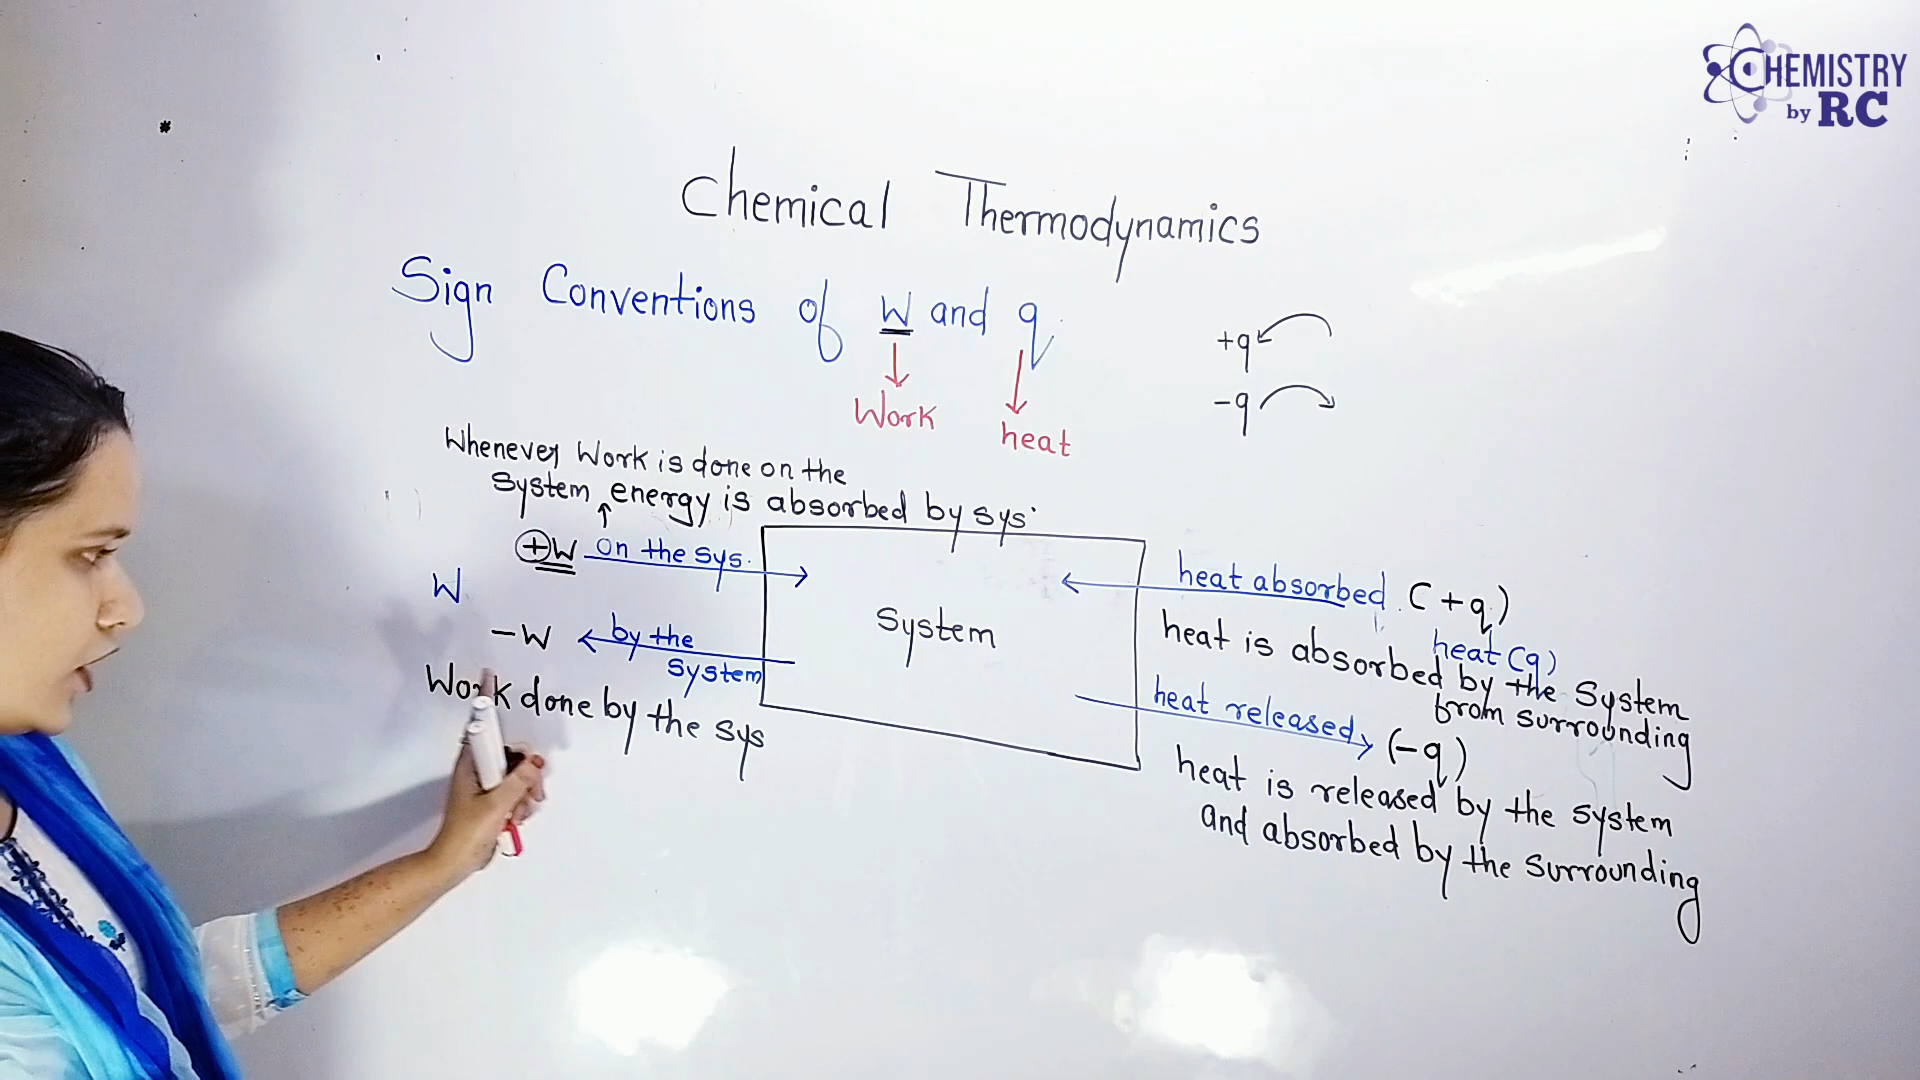 CHEMISTRY
by RC
Chemical Thermodynamics
Sign Conventions of W and q
Work
heat
+q
-q
Whenever Work is done on the
System energy is absorbed by sys.
+W on the sys.
W
-W by the
system
Work done by the sys
System
heat absorbed (+q)
heat (q)
heat is absorbed by the System
from surrounding
heat released (-q)
heat is released by the system
and absorbed by the surrounding